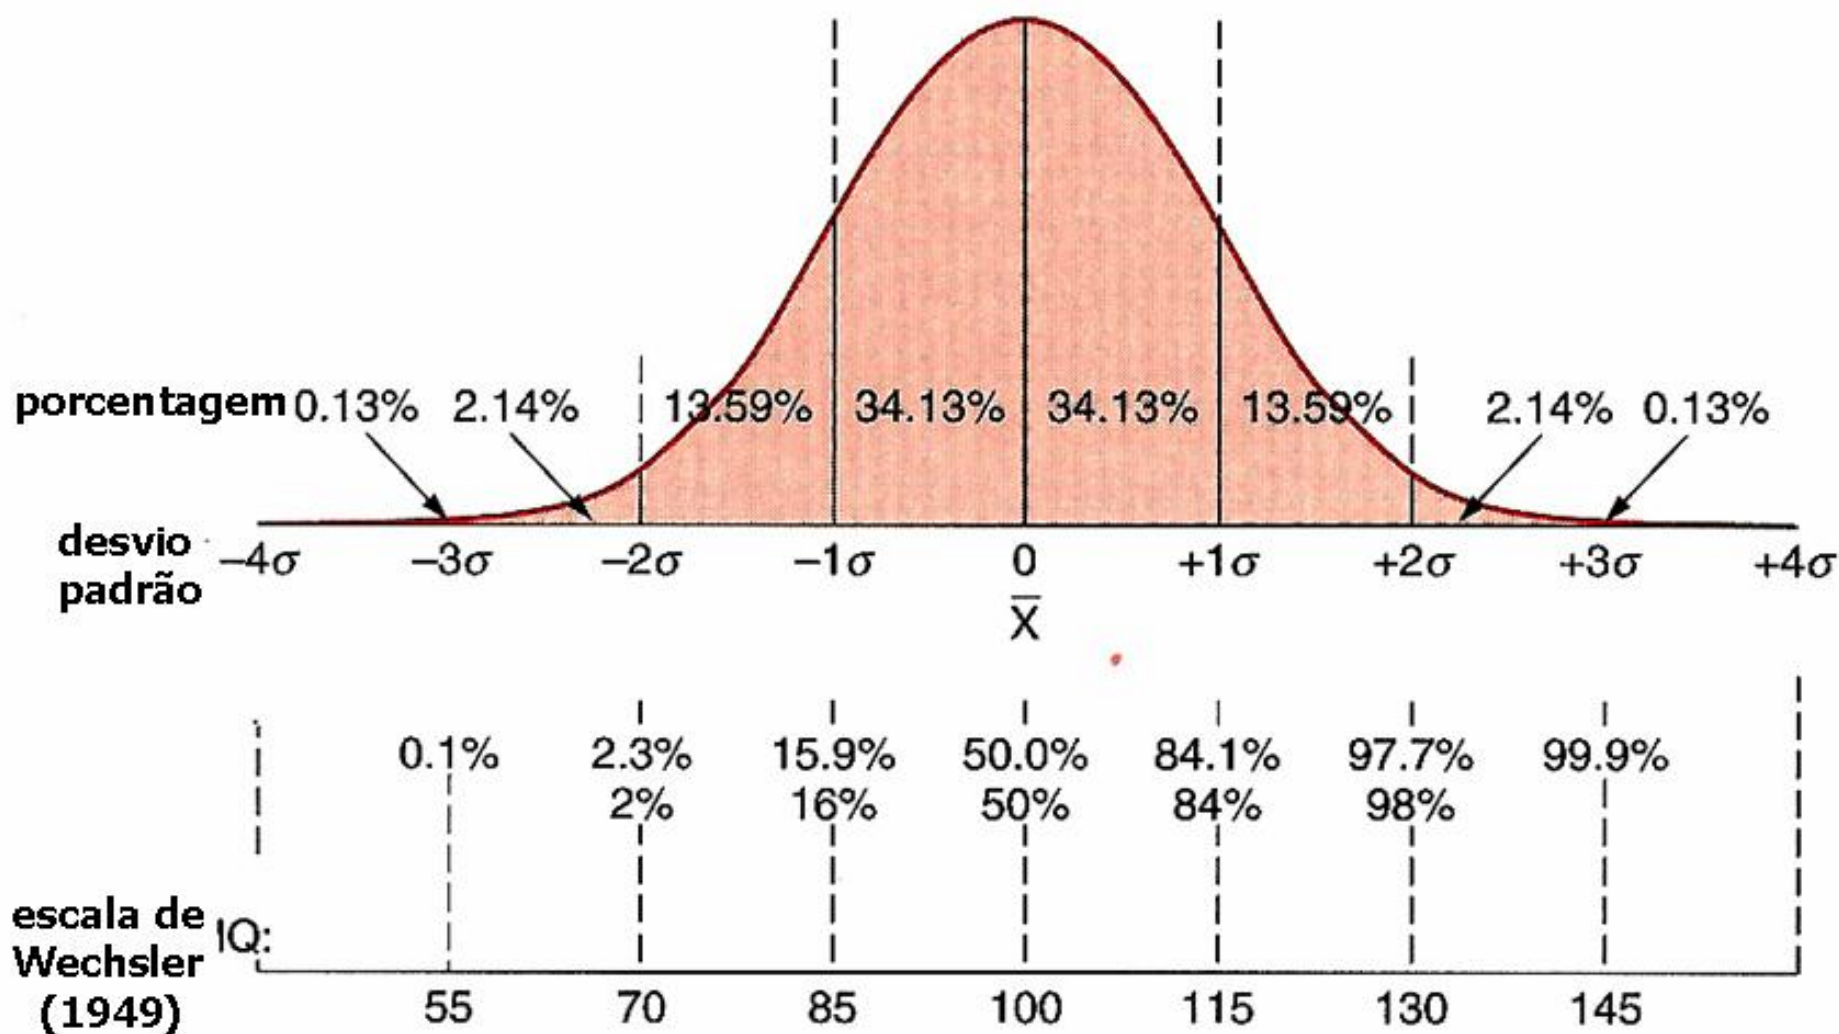 porcentagem 0.13% 2.14% 13.59% 34.13% 34.13% 13.59% 2.14% 0.13%
desvio
padrão
−4σ −3σ −2σ −1σ 0 +1σ +2σ +3σ +4σ
X̅
0.1% 2.3% 15.9% 50.0% 84.1% 97.7% 99.9%
2% 16% 50% 84% 98%
escala de
Wechsler
(1949)
IQ:
55 70 85 100 115 130 145